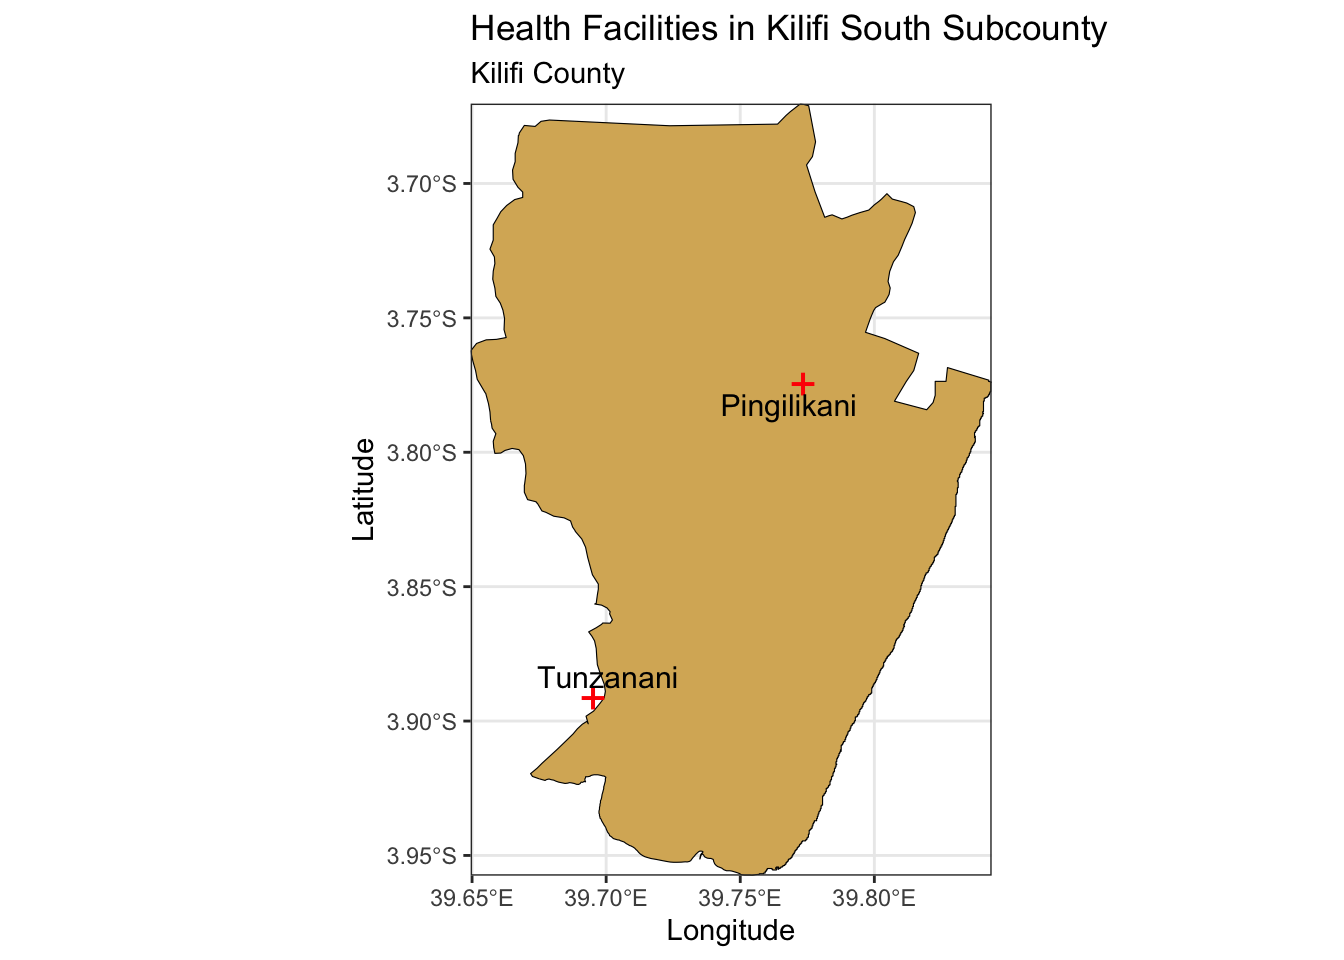 Health Facilities in Kilifi South Subcounty
Kilifi County
3.70°S
3.75°S
Pingilikani
3.80°S
Latitude
3.85°S
Tunzanani
3.90°S
3.95°S
39.65°E 39.70°E 39.75°E 39.80°E
Longitude